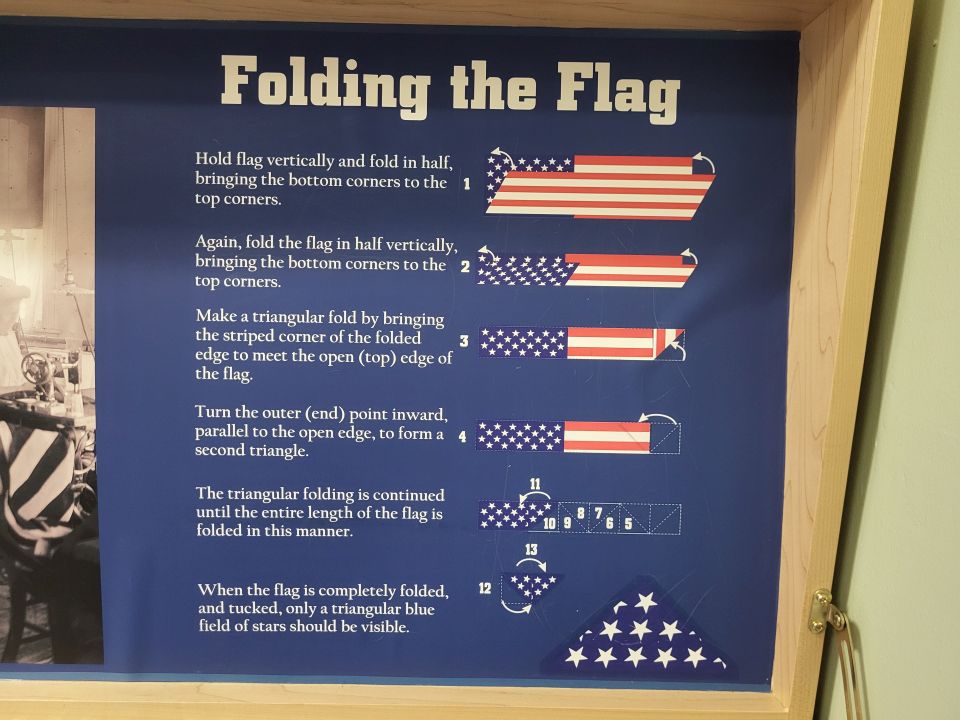 Folding the Flag
Hold flag vertically and fold in half,
bringing the bottom corners to the
top corners.
1
Again, fold the flag in half vertically,
bringing the bottom corners to the
top corners.
2
Make a triangular fold by bringing
the striped corner of the folded
edge to meet the open (top) edge of
the flag.
3
Turn the outer (end) point inward,
parallel to the open edge, to form a
second triangle.
4
The triangular folding is continued
until the entire length of the flag is
folded in this manner.
11
10 9 8 7 6 5
When the flag is completely folded,
and tucked, only a triangular blue
field of stars should be visible.
13
12